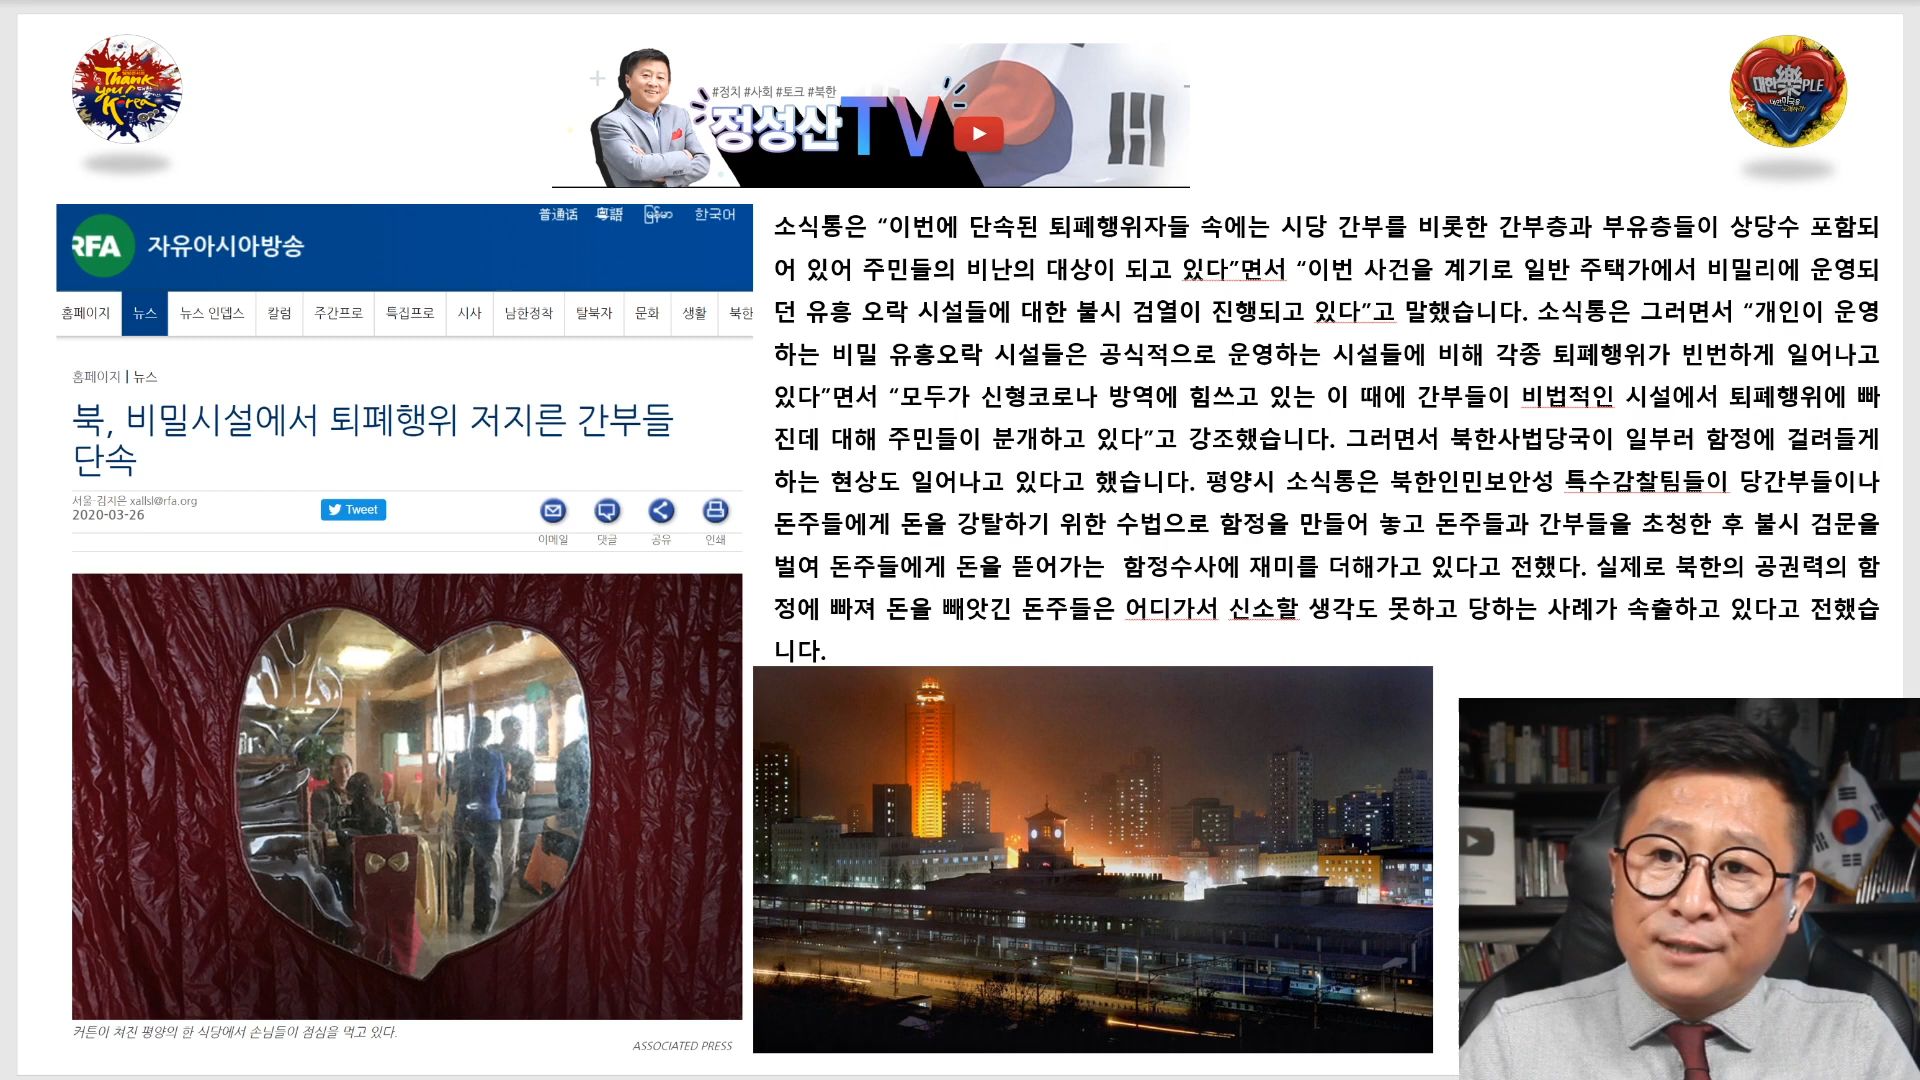 Thank
you
Korea
#정치 #사회 #토크 #북한
정성산TV
대한樂PLE
普通话 粵語 မြန်မာ 한국어
RFA 자유아시아방송
홈페이지 뉴스 뉴스 인뎁스 칼럼 주간프로 특집프로 시사 남한정착 탈북자 문화 생활 북한
홈페이지 | 뉴스
북, 비밀시설에서 퇴폐행위 저지른 간부들
단속
서울-김지은 xallsl@rfa.org
2020-03-26
Tweet
이메일 댓글 공유 인쇄
커튼이 쳐진 평양의 한 식당에서 손님들이 점심을 먹고 있다.
ASSOCIATED PRESS
소식통은 “이번에 단속된 퇴폐행위자들 속에는 시당 간부를 비롯한 간부층과 부유층들이 상당수 포함되
어 있어 주민들의 비난의 대상이 되고 있다”면서 “이번 사건을 계기로 일반 주택가에서 비밀리에 운영되
던 유흥 오락 시설들에 대한 불시 검열이 진행되고 있다”고 말했습니다. 소식통은 그러면서 “개인이 운영
하는 비밀 유흥오락 시설들은 공식적으로 운영하는 시설들에 비해 각종 퇴폐행위가 빈번하게 일어나고
있다”면서 “모두가 신형코로나 방역에 힘쓰고 있는 이 때에 간부들이 비법적인 시설에서 퇴폐행위에 빠
진데 대해 주민들이 분개하고 있다”고 강조했습니다. 그러면서 북한사법당국이 일부러 함정에 걸려들게
하는 현상도 일어나고 있다고 했습니다. 평양시 소식통은 북한인민보안성 특수감찰팀들이 당간부들이나
돈주들에게 돈을 강탈하기 위한 수법으로 함정을 만들어 놓고 돈주들과 간부들을 초청한 후 불시 검문을
벌여 돈주들에게 돈을 뜯어가는  함정수사에 재미를 더해가고 있다고 전했다. 실제로 북한의 공권력의 함
정에 빠져 돈을 빼앗긴 돈주들은 어디가서 신소할 생각도 못하고 당하는 사례가 속출하고 있다고 전했습
니다.